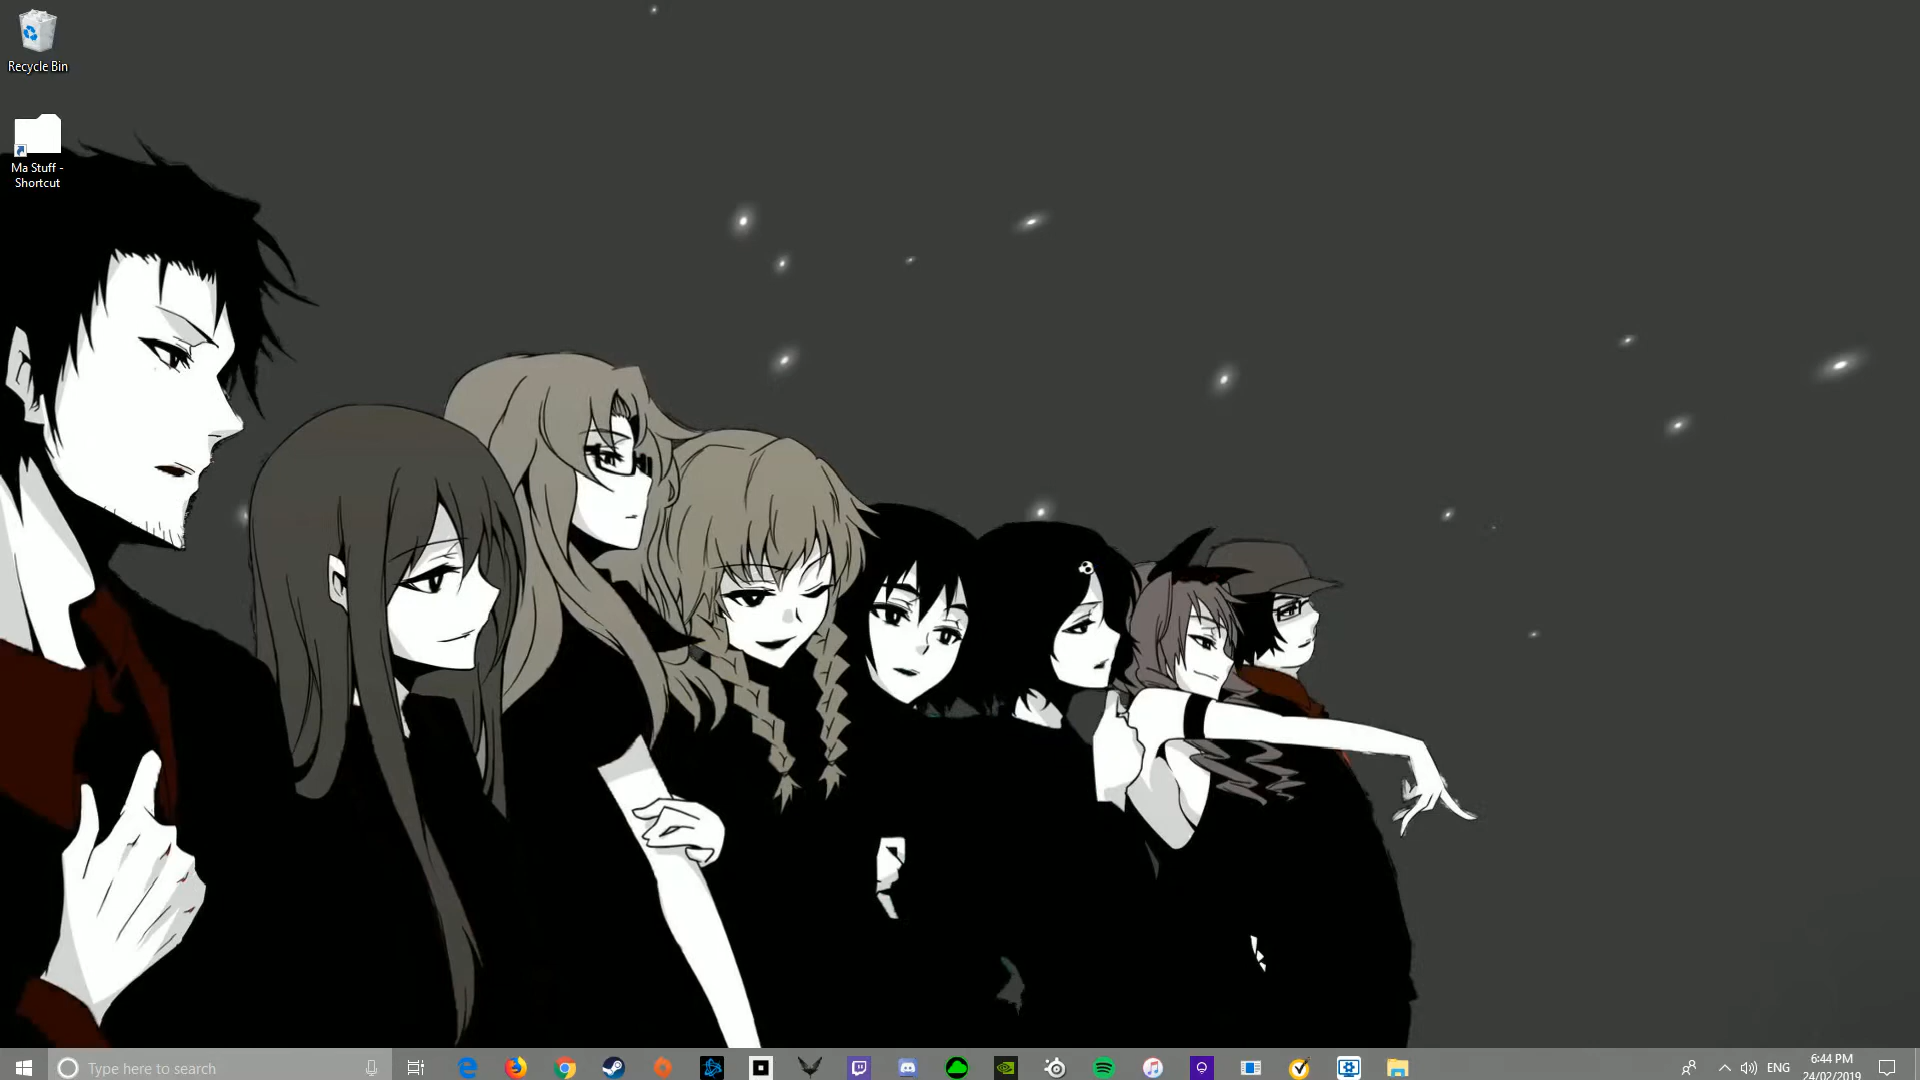 Recycle Bin
Ma Stuff -
Shortcut
Type here to search
ENG
6:44 PM
24/02/2019